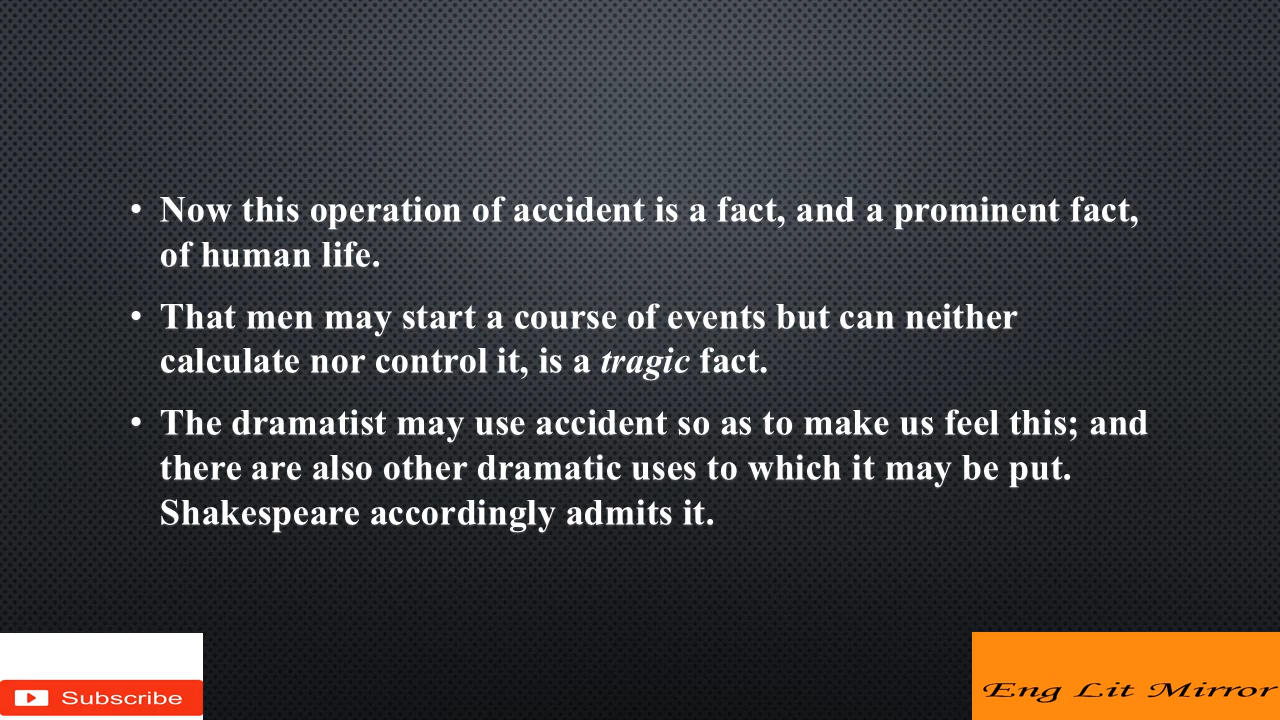 • Now this operation of accident is a fact, and a prominent fact,
of human life.
• That men may start a course of events but can neither
calculate nor control it, is a tragic fact.
• The dramatist may use accident so as to make us feel this; and
there are also other dramatic uses to which it may be put.
Shakespeare accordingly admits it.
Subscribe
Eng Lit Mirror